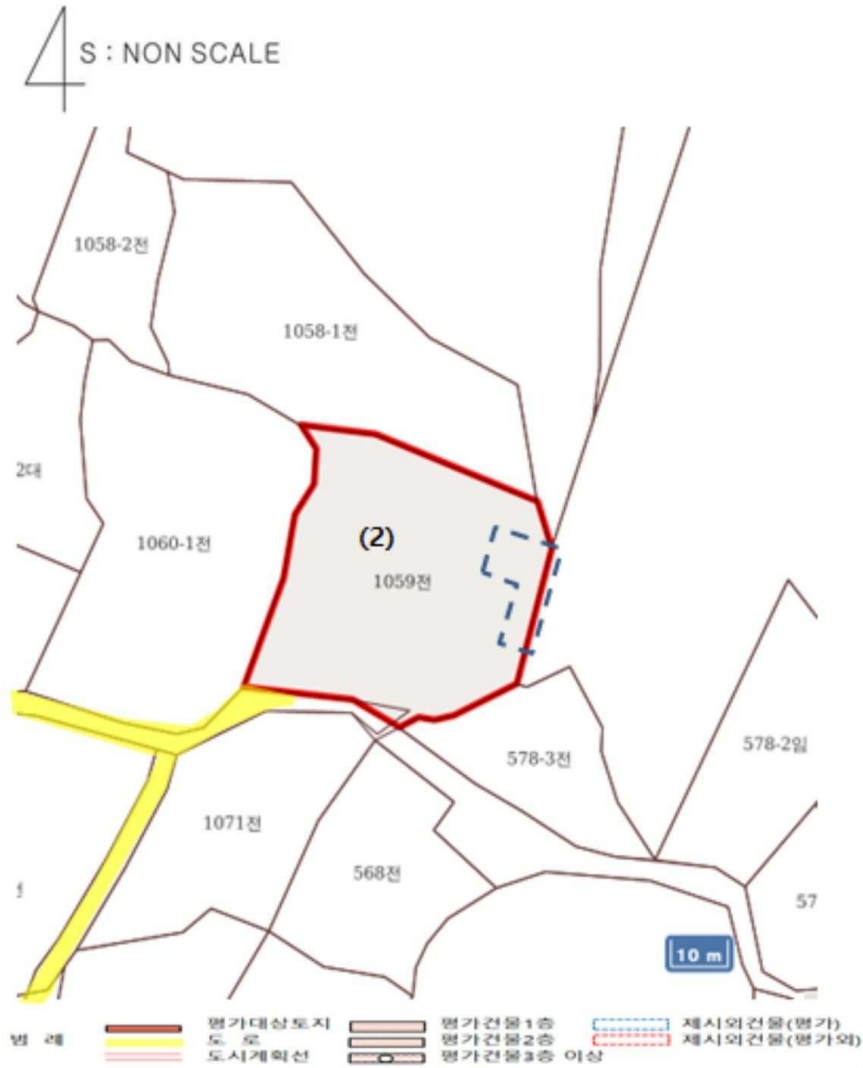 S : NON SCALE
1058-2전
1058-1전
2대
1060-1전
(2)
1059전
578-3전
578-2임
1071전
568전
57
10 m
범 례
평가대상토지
도 로
도시계획선
평가건물1층
평가건물2층
평가건물3층 이상
제시외건물(평가)
제시외건물(평가외)